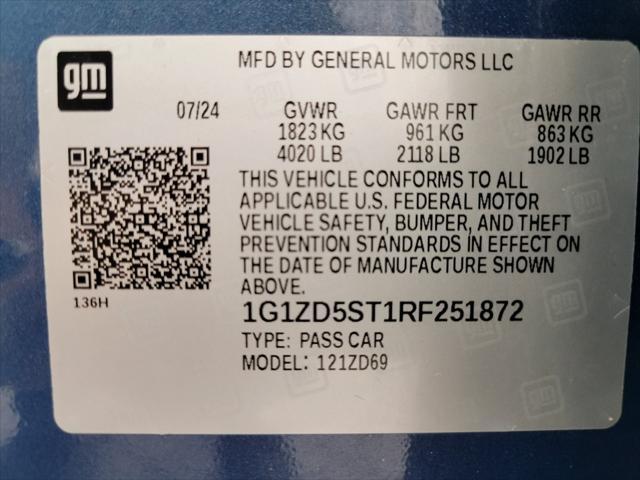 gm
MFD BY GENERAL MOTORS LLC
07/24 GVWR GAWR FRT GAWR RR
1823 KG 961 KG 863 KG
4020 LB 2118 LB 1902 LB
THIS VEHICLE CONFORMS TO ALL
APPLICABLE U.S. FEDERAL MOTOR
VEHICLE SAFETY, BUMPER, AND THEFT
PREVENTION STANDARDS IN EFFECT ON
THE DATE OF MANUFACTURE SHOWN
ABOVE.
136H
1G1ZD5ST1RF251872
TYPE: PASS CAR
MODEL: 121ZD69